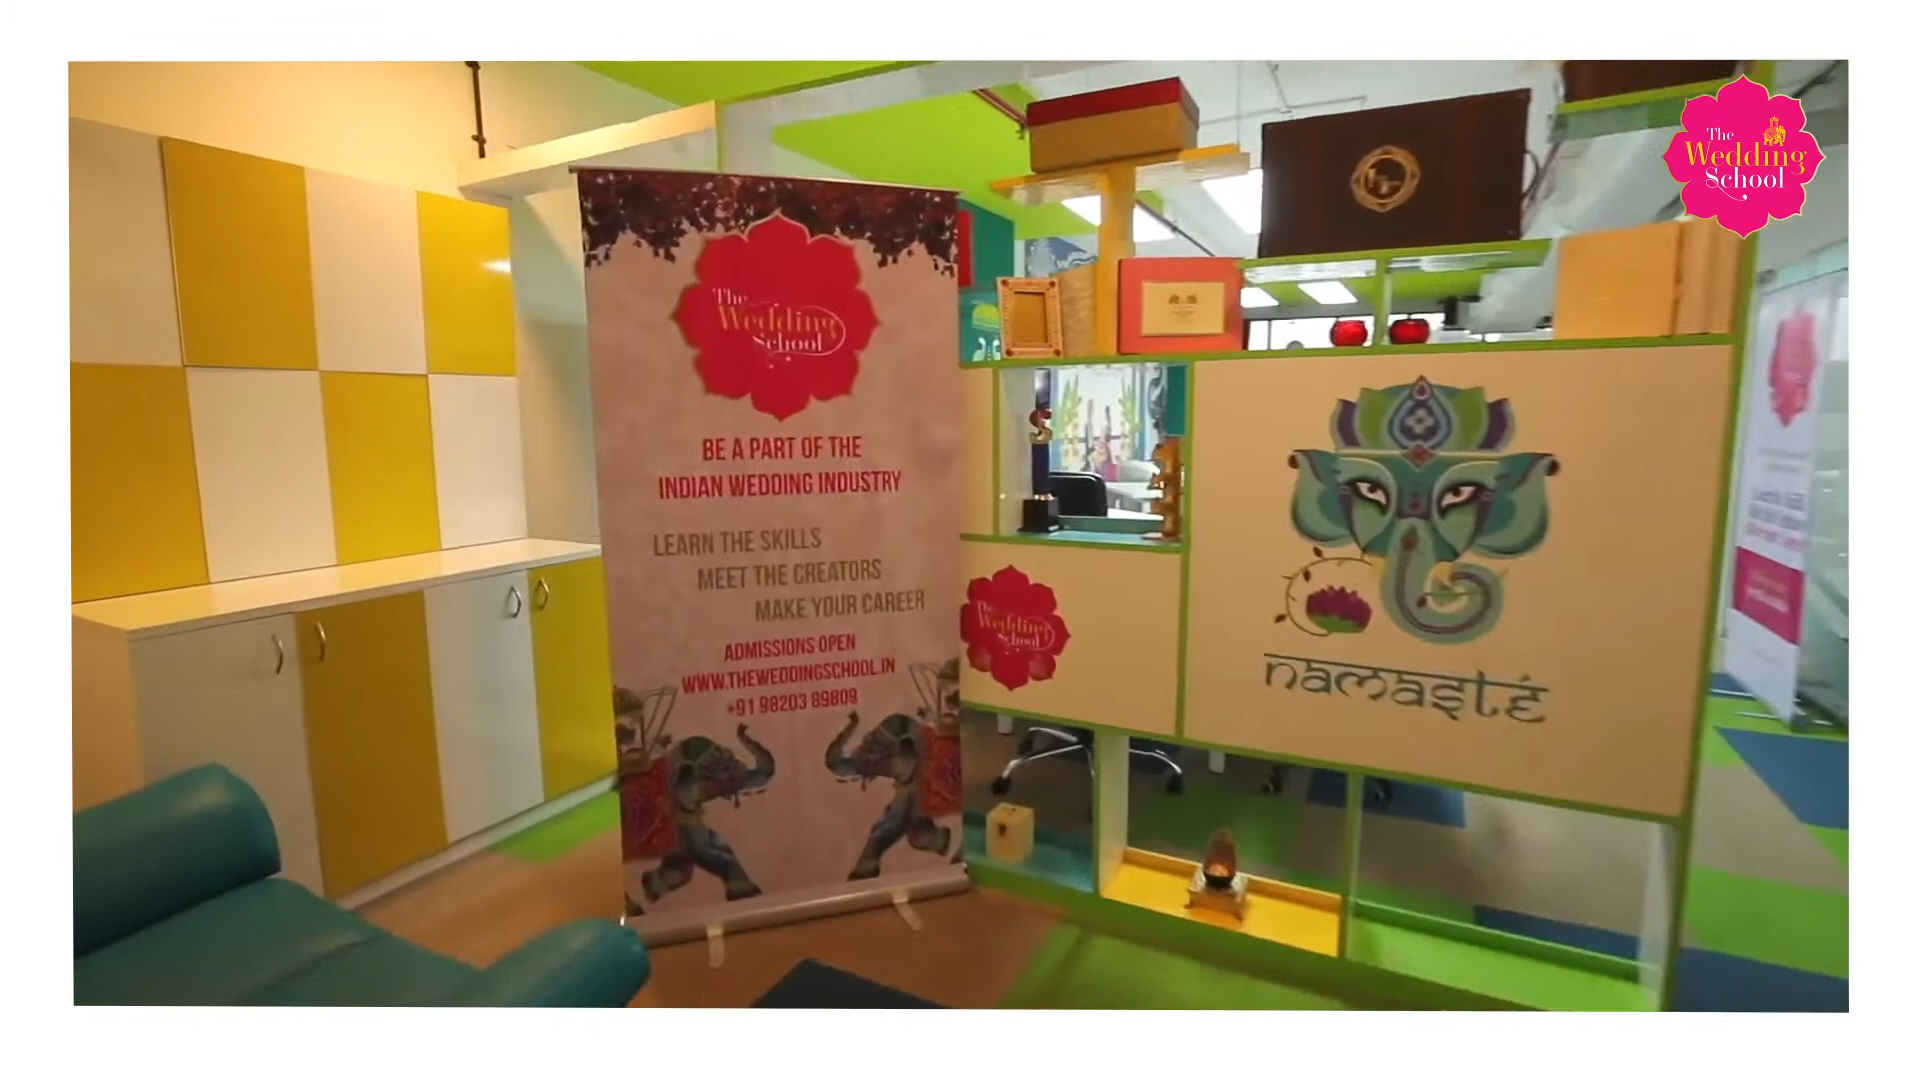 The
Wedding
School
BE A PART OF THE
INDIAN WEDDING INDUSTRY
LEARN THE SKILLS
MEET THE CREATORS
MAKE YOUR CAREER
ADMISSIONS OPEN
WWW.THEWEDDINGSCHOOL.IN
+91 98203 89809
The
Wedding
School
namasté
The
Wedding
School